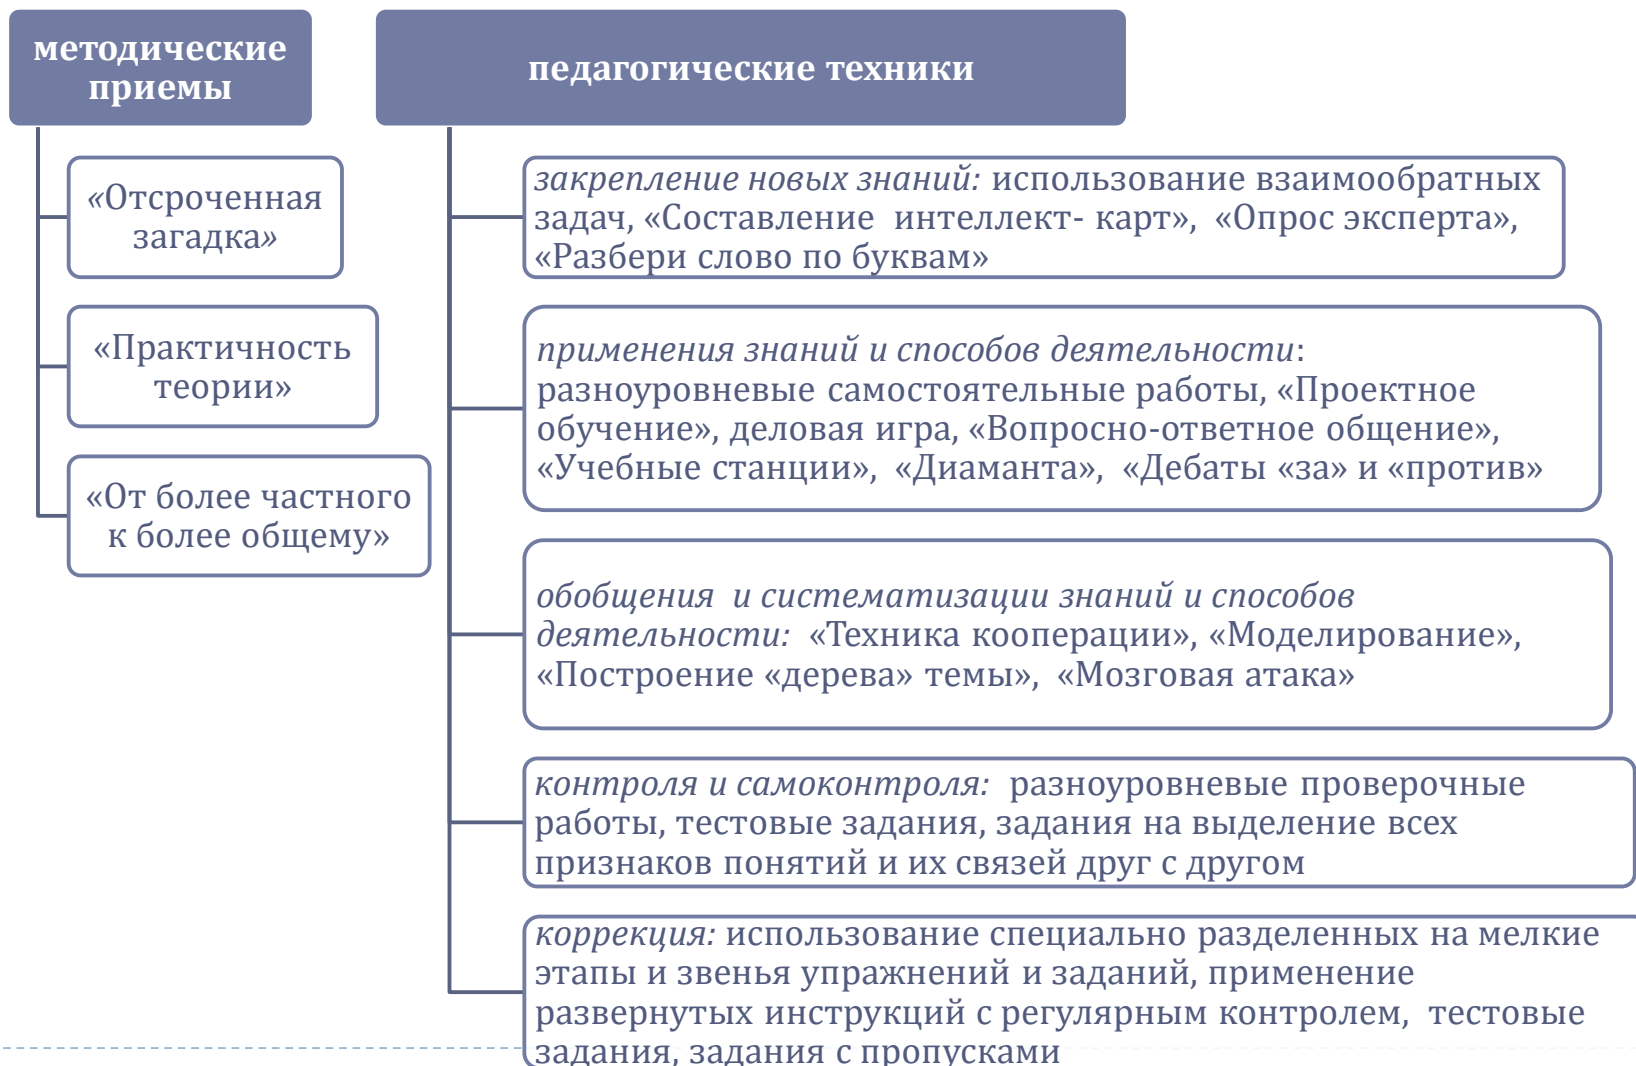 методические
приемы
«Отсроченная
загадка»
«Практичность
теории»
«От более частного
к более общему»
педагогические техники
закрепление новых знаний: использование взаимообратных
задач, «Составление интеллект- карт», «Опрос эксперта»,
«Разбери слово по буквам»
применения знаний и способов деятельности:
разноуровневые самостоятельные работы, «Проектное
обучение», деловая игра, «Вопросно-ответное общение»,
«Учебные станции», «Диаманта», «Дебаты «за» и «против»
обобщения и систематизации знаний и способов
деятельности: «Техника кооперации», «Моделирование»,
«Построение «дерева» темы», «Мозговая атака»
контроля и самоконтроля: разноуровневые проверочные
работы, тестовые задания, задания на выделение всех
признаков понятий и их связей друг с другом
коррекция: использование специально разделенных на мелкие
этапы и звенья упражнений и заданий, применение
развернутых инструкций с регулярным контролем, тестовые
задания, задания с пропусками